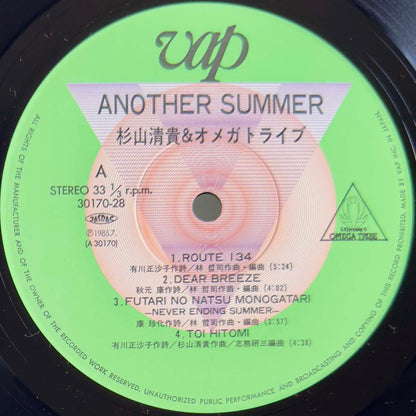 vap
ANOTHER SUMMER
杉山清貴&オメガトライブ
A
STEREO 33 1/3 r.p.m.
30170-28
JASRAC
Ⓟ1985.7.
(A 30170)
OMEGA TRIBE
1.ROUTE 134
有川正沙子作詩／林 哲司作曲・編曲 (5:24)
2.DEAR BREEZE
秋元 康作詩／林 哲司作曲・編曲 (4:50)
3.FUTARI NO NATSU MONOGATARI
—NEVER ENDING SUMMER—
康 珍化作詩／林 哲司作曲・編曲 (3:57)
4.TOI HITOMI
有川正沙子作詩／杉山清貴作曲／志熊研三編曲 (4:38)
ALL RIGHTS OF THE MANUFACTURER AND OF THE OWNER OF THE RECORDED WORK RESERVED. UNAUTHORIZED PUBLIC PERFORMANCE AND BROADCASTING OF THIS RECORD PROHIBITED. MADE BY VAP INC IN JAPAN.